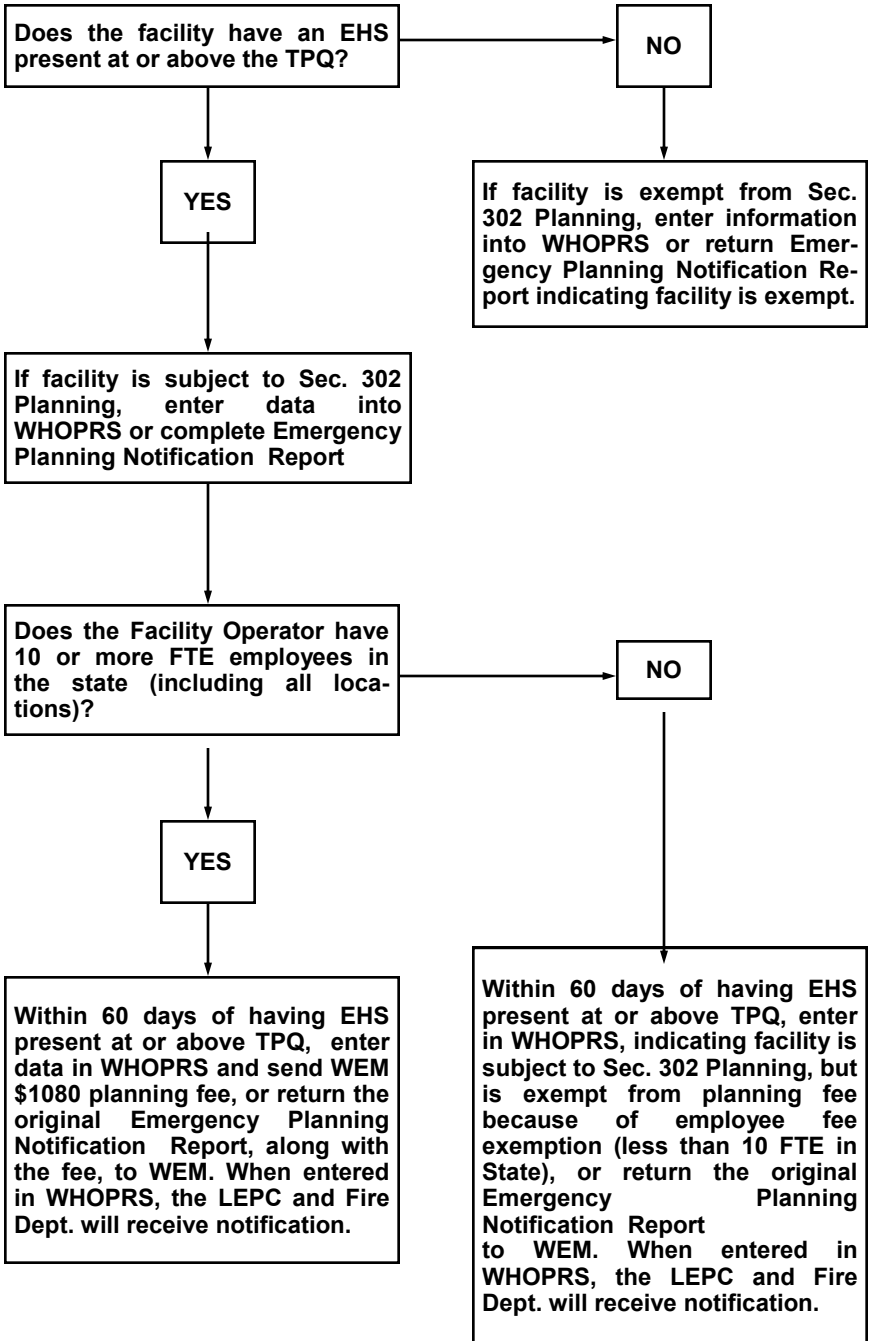 Does the facility have an EHS
present at or above the TPQ?
NO
YES
If facility is exempt from Sec.
302 Planning, enter information
into WHOPRS or return Emer-
gency Planning Notification Re-
port indicating facility is exempt.
If facility is subject to Sec. 302
Planning, enter data into
WHOPRS or complete Emergency
Planning Notification Report
Does the Facility Operator have
10 or more FTE employees in
the state (including all loca-
tions)?
NO
YES
Within 60 days of having EHS
present at or above TPQ, enter
data in WHOPRS and send WEM
$1080 planning fee, or return the
original Emergency Planning
Notification Report, along with
the fee, to WEM. When entered
in WHOPRS, the LEPC and Fire
Dept. will receive notification.
Within 60 days of having EHS
present at or above TPQ, enter
in WHOPRS, indicating facility is
subject to Sec. 302 Planning, but
is exempt from planning fee
because of employee fee
exemption (less than 10 FTE in
State), or return the original
Emergency Planning
Notification Report
to WEM. When entered in
WHOPRS, the LEPC and Fire
Dept. will receive notification.